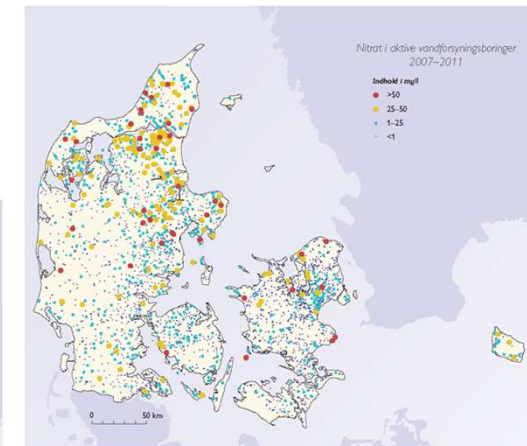 Nitrat i aktive vandforsyningsboringer
2007–2011
Indhold i mg/l
>50
25–50
1–25
<1
0 50 km